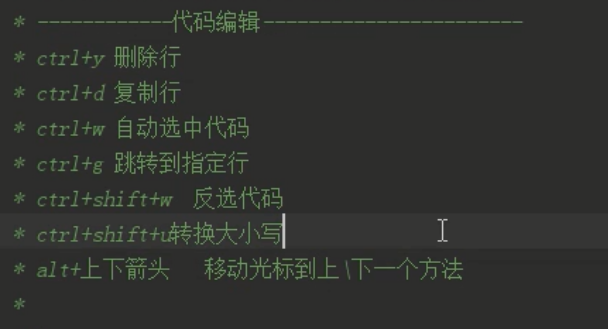 * ------------代码编辑-----------------------
* ctrl+y 删除行
* ctrl+d 复制行
* ctrl+w 自动选中代码
* ctrl+g 跳转到指定行
* ctrl+shift+w  反选代码
* ctrl+shift+u转换大小写
* alt+上下箭头   移动光标到上\下一个方法
*